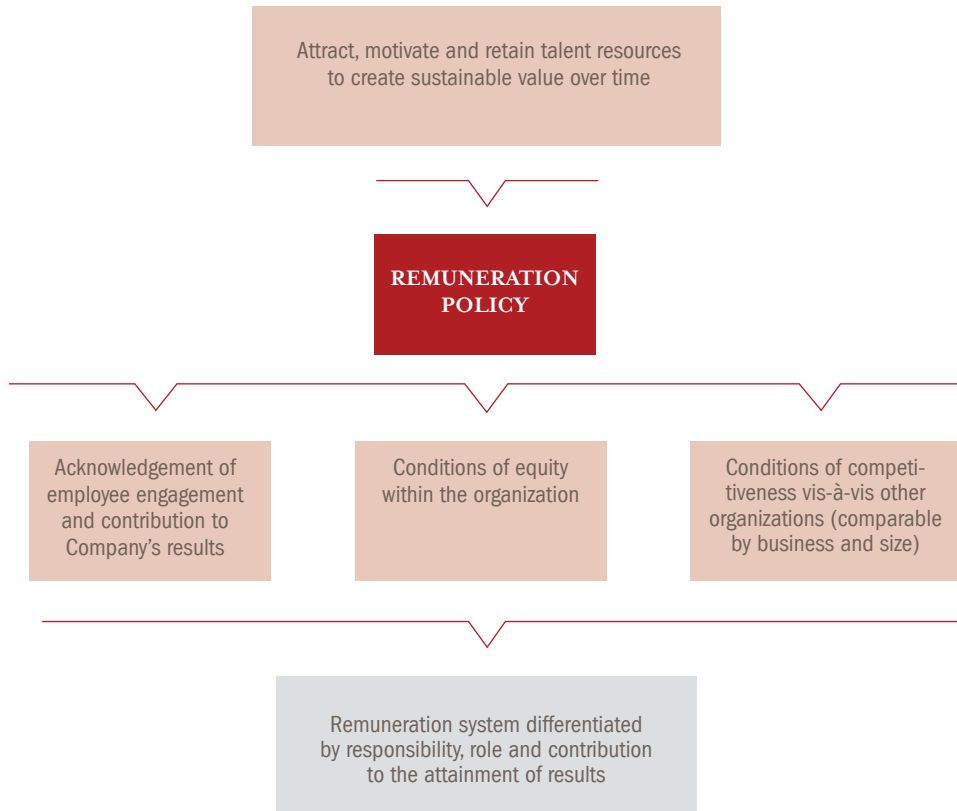 Attract, motivate and retain talent resources
to create sustainable value over time
REMUNERATION
POLICY
Acknowledgement of
employee engagement
and contribution to
Company’s results
Conditions of equity
within the organization
Conditions of competi-
tiveness vis-à-vis other
organizations (comparable
by business and size)
Remuneration system differentiated
by responsibility, role and contribution
to the attainment of results